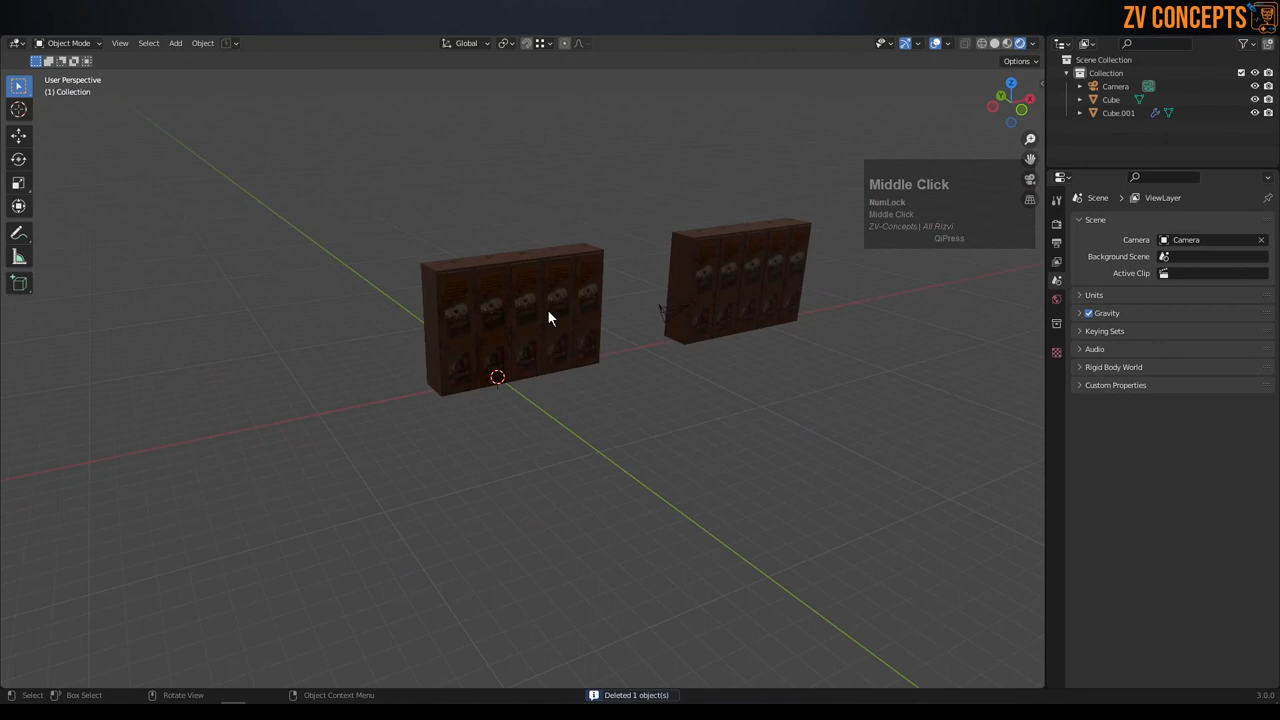 ZV CONCEPTS
Object Mode
View
Select
Add
Object
Global
Options
User Perspective
(1) Collection
X
Y
Z
Middle Click
NumLock
Middle Click
ZV-Concepts | Ali Rizvi
QiPress
Scene Collection
Collection
Camera
Cube
Cube.001
Scene
ViewLayer
Scene
Camera
Camera
Background Scene
Active Clip
Units
Gravity
Keying Sets
Audio
Rigid Body World
Custom Properties
Select
Box Select
Rotate View
Object Context Menu
Deleted 1 object(s)
3.0.0